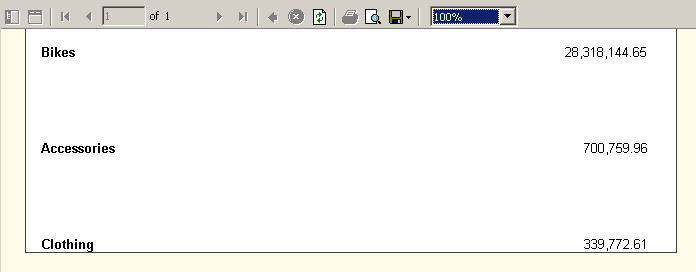 1 of 1 100%
Bikes 28,318,144.65
Accessories 700,759.96
Clothing 339,772.61